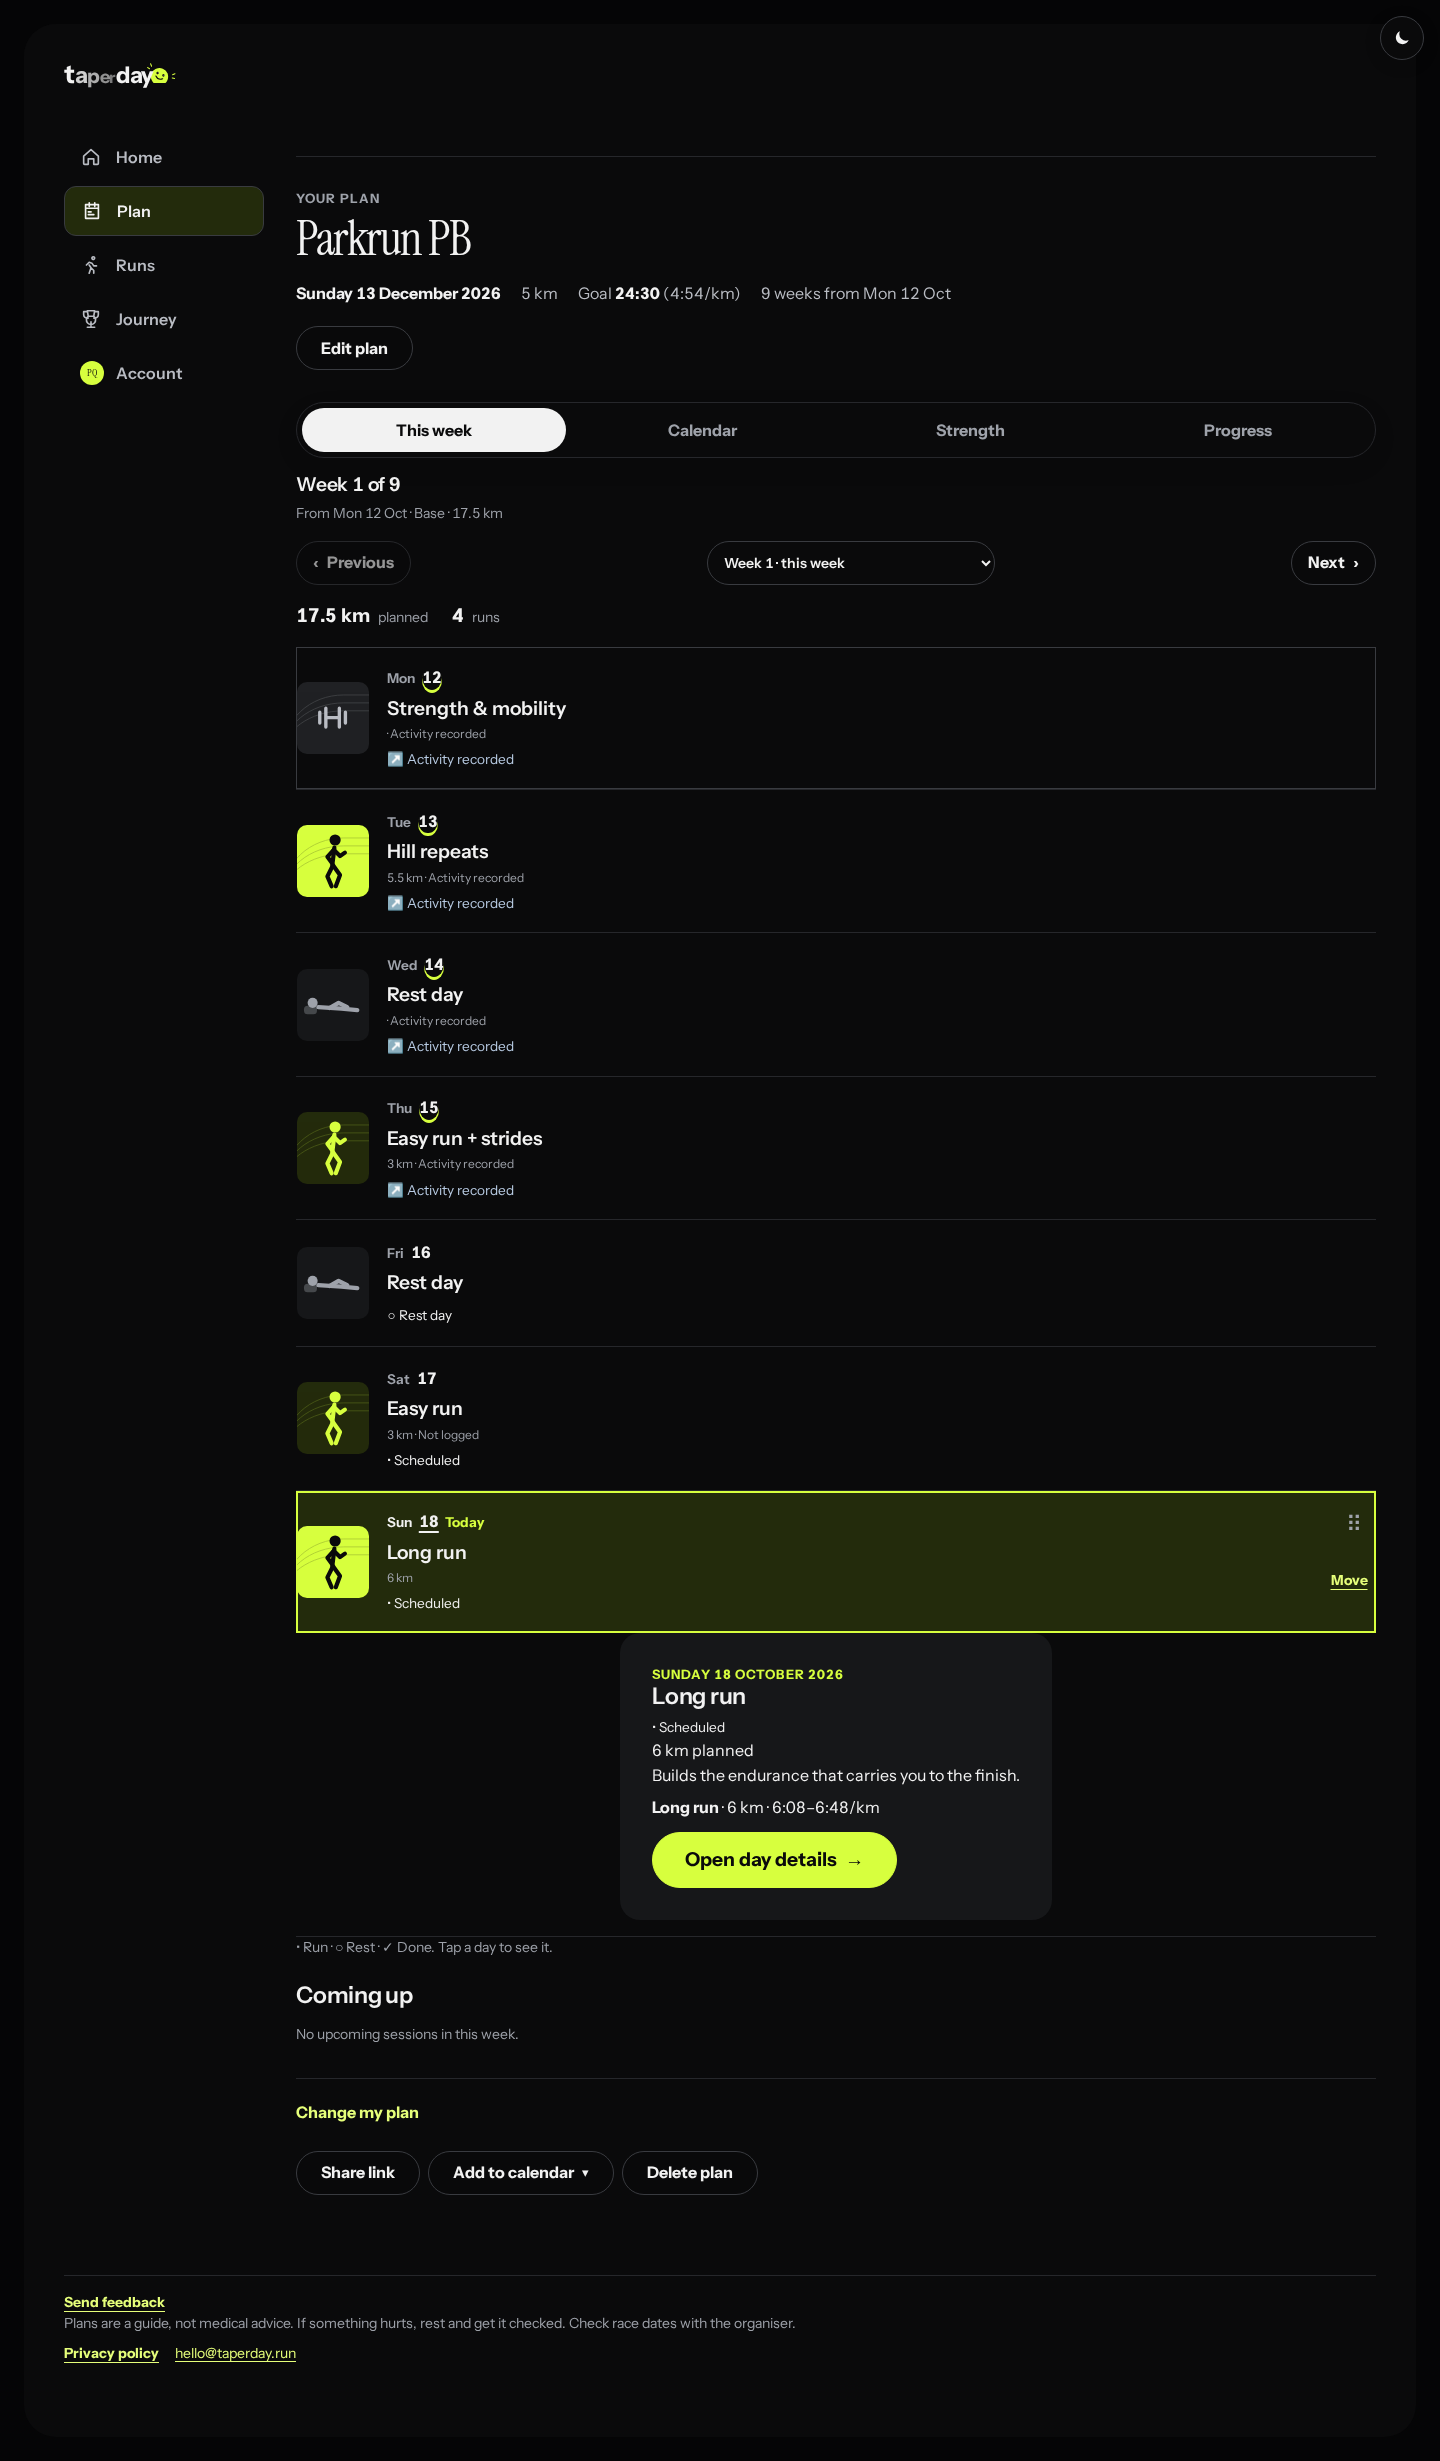 taperday
Home
Plan
Runs
Journey
PQ Account
YOUR PLAN
Parkrun PB
Sunday 13 December 2026 5 km Goal 24:30 (4:54/km) 9 weeks from Mon 12 Oct
Edit plan
This week Calendar Strength Progress
Week 1 of 9
From Mon 12 Oct · Base · 17.5 km
‹ Previous Week 1 · this week Next ›
17.5 km planned 4 runs
Mon 12
Strength & mobility
· Activity recorded
↗ Activity recorded
Tue 13
Hill repeats
5.5 km · Activity recorded
↗ Activity recorded
Wed 14
Rest day
· Activity recorded
↗ Activity recorded
Thu 15
Easy run + strides
3 km · Activity recorded
↗ Activity recorded
Fri 16
Rest day
○ Rest day
Sat 17
Easy run
3 km · Not logged
• Scheduled
Sun 18 Today
Long run
6 km
Move
• Scheduled
SUNDAY 18 OCTOBER 2026
Long run
• Scheduled
6 km planned
Builds the endurance that carries you to the finish.
Long run · 6 km · 6:08–6:48/km
Open day details →
• Run · ○ Rest · ✓ Done. Tap a day to see it.
Coming up
No upcoming sessions in this week.
Change my plan
Share link Add to calendar ▾ Delete plan
Send feedback
Plans are a guide, not medical advice. If something hurts, rest and get it checked. Check race dates with the organiser.
Privacy policy hello@taperday.run